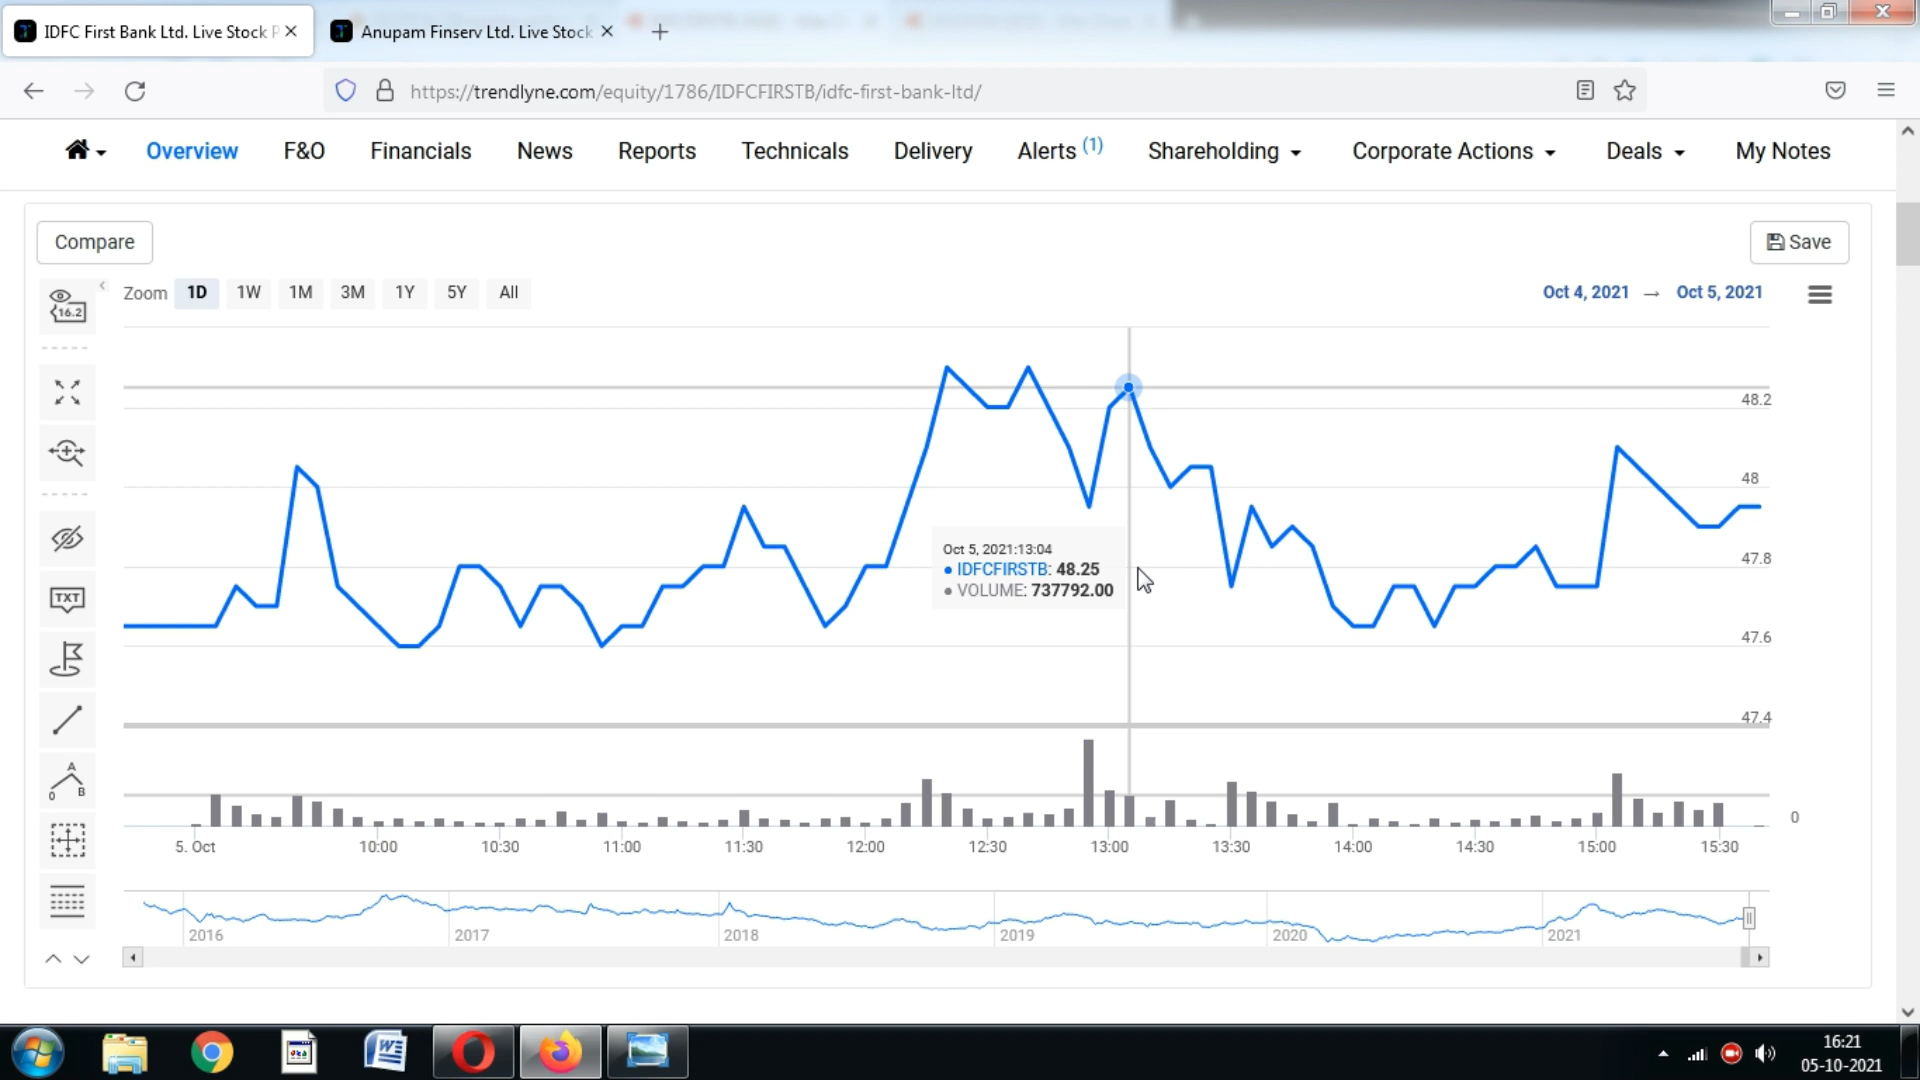 IDFC First Bank Ltd. Live Stock P
Anupam Finserv Ltd. Live Stock
https://trendlyne.com/equity/1786/IDFCFIRSTB/idfc-first-bank-ltd/
Overview F&O Financials News Reports Technicals Delivery Alerts (1) Shareholding Corporate Actions Deals My Notes
Compare
Save
16.2
Zoom 1D 1W 1M 3M 1Y 5Y All
Oct 4, 2021 → Oct 5, 2021
48.2
48
47.8
47.6
47.4
Oct 5, 2021:13:04
● IDFCFIRSTB: 48.25
● VOLUME: 737792.00
TXT
A
0 B
0
5. Oct 10:00 10:30 11:00 11:30 12:00 12:30 13:00 13:30 14:00 14:30 15:00 15:30
2016 2017 2018 2019 2020 2021
16:21
05-10-2021